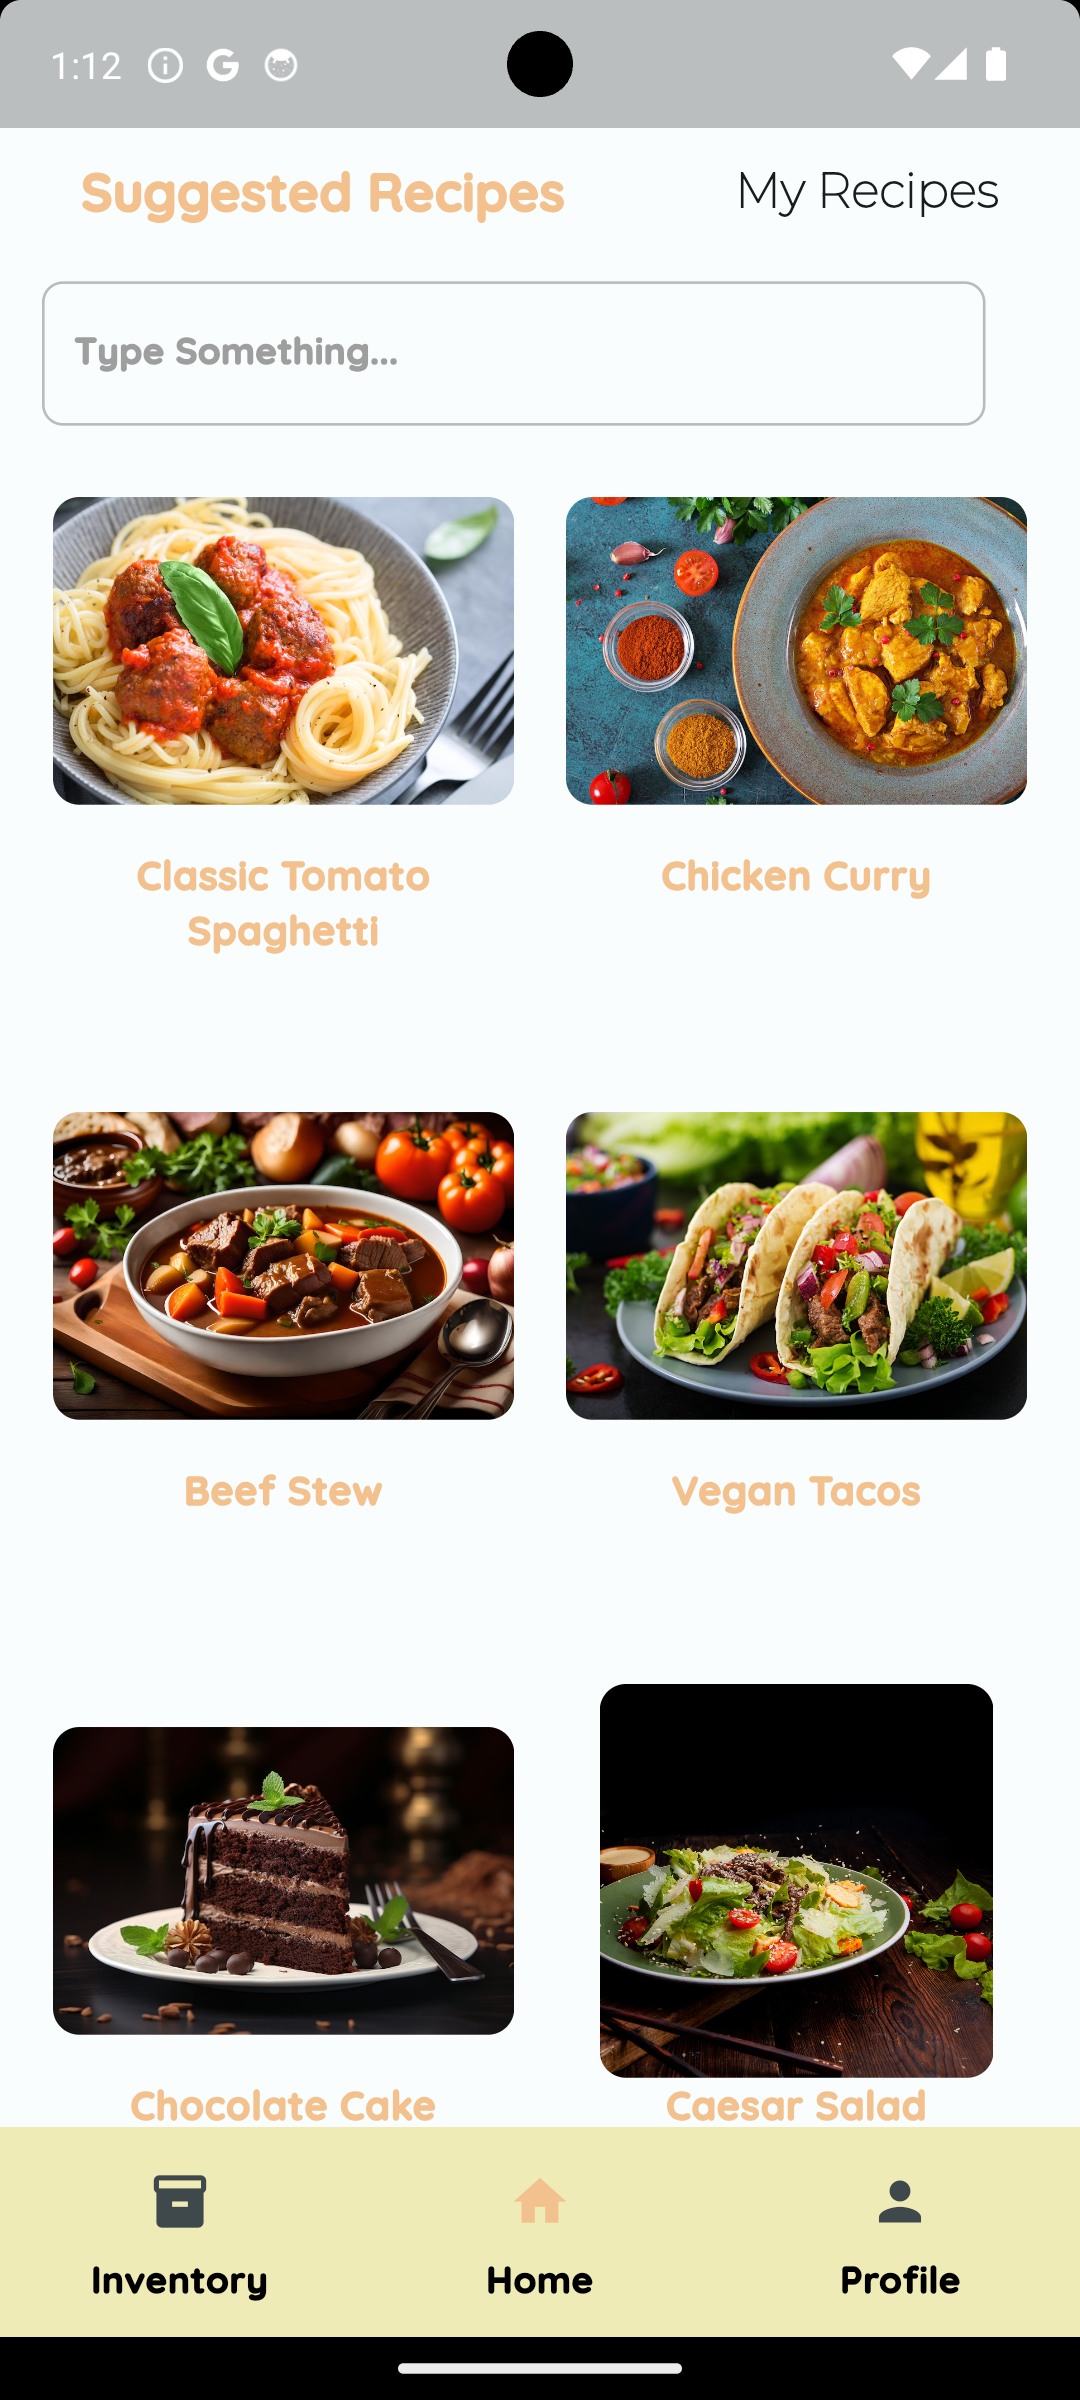 1:12
Suggested Recipes
My Recipes
Type Something...
Classic Tomato
Spaghetti
Chicken Curry
Beef Stew
Vegan Tacos
Chocolate Cake
Caesar Salad
Inventory
Home
Profile